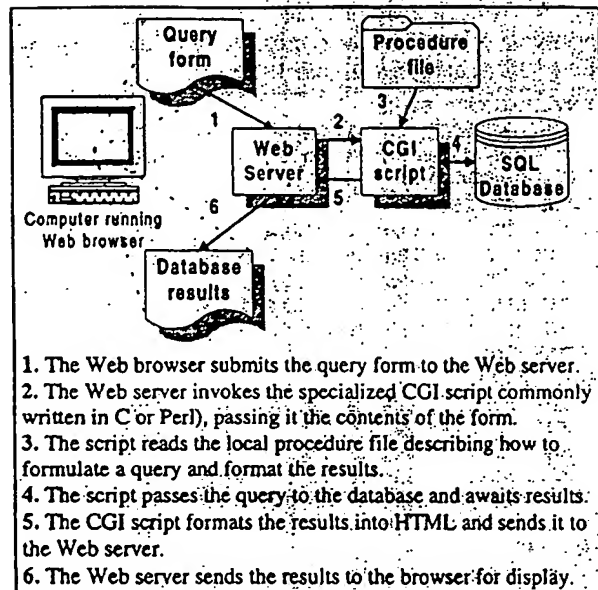 Query
form
Procedure
file
3
1
2
4
Web
Server
CGI
script
SQL
Database
5
6
Computer running
Web browser
Database
results
1. The Web browser submits the query form to the Web server.
2. The Web server invokes the specialized CGI script commonly
written in C or Perl), passing it the contents of the form.
3. The script reads the local procedure file describing how to
formulate a query and format the results.
4. The script passes the query to the database and awaits results.
5. The CGI script formats the results into HTML and sends it to
the Web server.
6. The Web server sends the results to the browser for display.